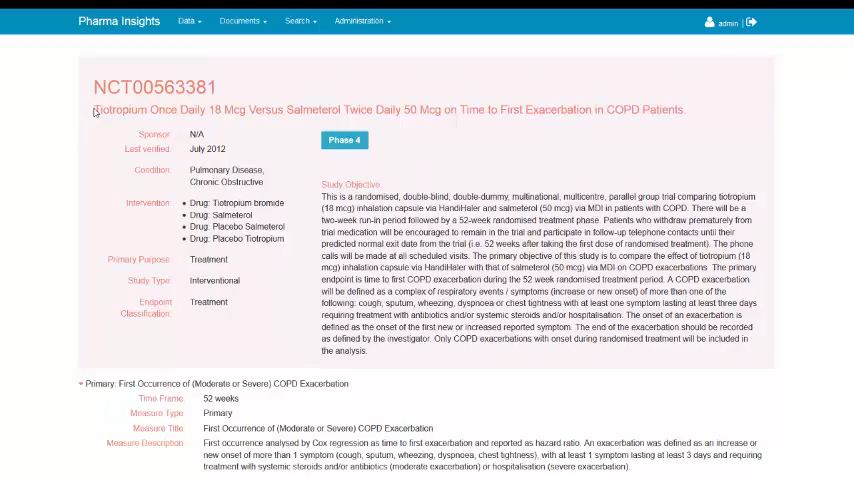 Pharma Insights Data Documents Search Administration admin
NCT00563381
Tiotropium Once Daily 18 Mcg Versus Salmeterol Twice Daily 50 Mcg on Time to First Exacerbation in COPD Patients.
Sponsor: N/A
Last verified: July 2012
Phase 4
Condition: Pulmonary Disease,
Chronic Obstructive
Intervention: • Drug: Tiotropium bromide
• Drug: Salmeterol
• Drug: Placebo Salmeterol
• Drug: Placebo Tiotropium
Primary Purpose: Treatment
Study Type: Interventional
Endpoint Treatment
Classification:
Study Objective:
This is a randomised, double-blind, double-dummy, multinational, multicentre, parallel group trial comparing tiotropium
(18 mcg) inhalation capsule via HandiHaler and salmeterol (50 mcg) via MDI in patients with COPD. There will be a
two-week run-in period followed by a 52-week randomised treatment phase. Patients who withdraw prematurely from
trial medication will be encouraged to remain in the trial and participate in follow-up telephone contacts until their
predicted normal exit date from the trial (i.e. 52 weeks after taking the first dose of randomised treatment). The phone
calls will be made at all scheduled visits. The primary objective of this study is to compare the effect of tiotropium (18
mcg) inhalation capsule via HandiHaler with that of salmeterol (50 mcg) via MDI on COPD exacerbations. The primary
endpoint is time to first COPD exacerbation during the 52 week randomised treatment period. A COPD exacerbation
will be defined as a complex of respiratory events / symptoms (increase or new onset) of more than one of the
following: cough, sputum, wheezing, dyspnoea or chest tightness with at least one symptom lasting at least three days
requiring treatment with antibiotics and/or systemic steroids and/or hospitalisation. The onset of an exacerbation is
defined as the onset of the first new or increased reported symptom. The end of the exacerbation should be recorded
as defined by the investigator. Only COPD exacerbations with onset during randomised treatment will be included in
the analysis.
Primary: First Occurrence of (Moderate or Severe) COPD Exacerbation
Time Frame: 52 weeks
Measure Type: Primary
Measure Title: First Occurrence of (Moderate or Severe) COPD Exacerbation
Measure Description: First occurrence analysed by Cox regression as time to first exacerbation and reported as hazard ratio. An exacerbation was defined as an increase or
new onset of more than 1 symptom (cough, sputum, wheezing, dyspnoea, chest tightness), with at least 1 symptom lasting at least 3 days and requiring
treatment with systemic steroids and/or antibiotics (moderate exacerbation) or hospitalisation (severe exacerbation).